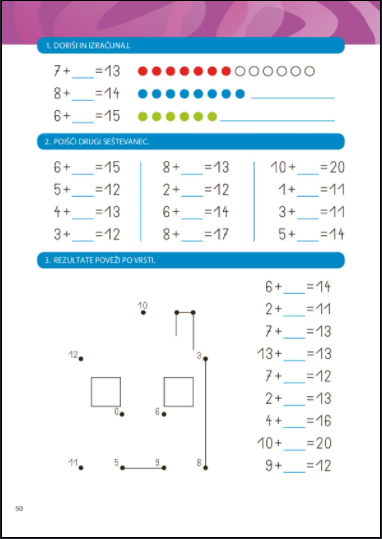 1. DORIŠI IN IZRAČUNAJ.
7+___=13
8+___=14
6+___=15
2. POIŠČI DRUGI SEŠTEVANEC.
6+___=15 8+___=13 10+___=20
5+___=12 2+___=12 1+___=11
4+___=13 6+___=14 3+___=11
3+___=12 8+___=17 5+___=14
3. REZULTATE POVEŽI PO VRSTI.
6+___=14
2+___=11
7+___=13
13+___=13
7+___=12
2+___=13
4+___=16
10+___=20
9+___=12
10
12 3
0 6
11 5 9 8
50